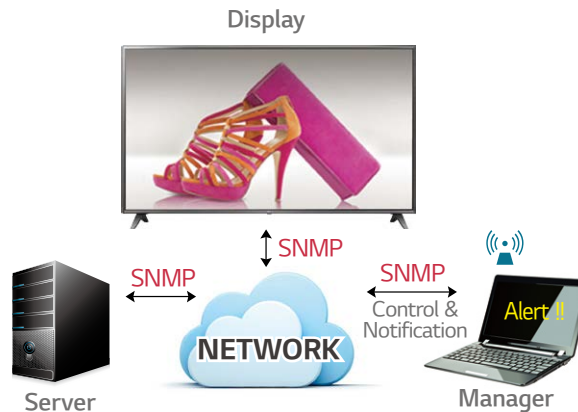 Display
SNMP
SNMP
SNMP
Control &
Notification
Alert !!
NETWORK
Server
Manager